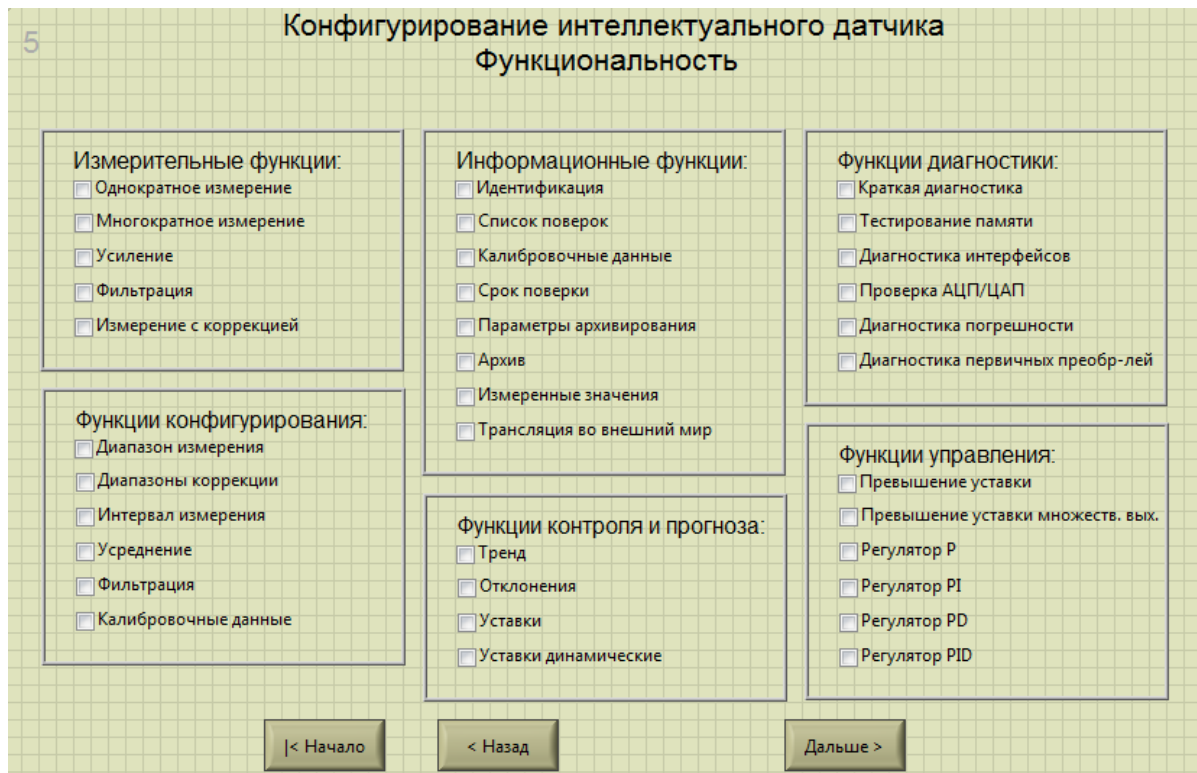 5
Конфигурирование интеллектуального датчика
Функциональность
Измерительные функции:
Однократное измерение
Многократное измерение
Усиление
Фильтрация
Измерение с коррекцией
Функции конфигурирования:
Диапазон измерения
Диапазоны коррекции
Интервал измерения
Усреднение
Фильтрация
Калибровочные данные
Информационные функции:
Идентификация
Список поверок
Калибровочные данные
Срок поверки
Параметры архивирования
Архив
Измеренные значения
Трансляция во внешний мир
Функции контроля и прогноза:
Тренд
Отклонения
Уставки
Уставки динамические
Функции диагностики:
Краткая диагностика
Тестирование памяти
Диагностика интерфейсов
Проверка АЦП/ЦАП
Диагностика погрешности
Диагностика первичных преобр-лей
Функции управления:
Превышение уставки
Превышение уставки множеств. вых.
Регулятор P
Регулятор PI
Регулятор PD
Регулятор PID
|< Начало
< Назад
Дальше >